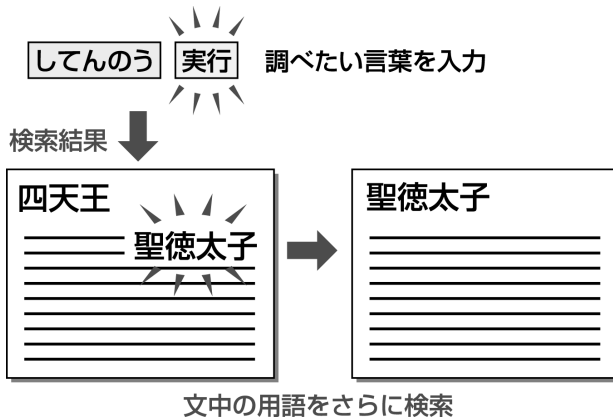 してんのう 実行 調べたい言葉を入力
検索結果
四天王
聖徳太子
聖徳太子
文中の用語をさらに検索